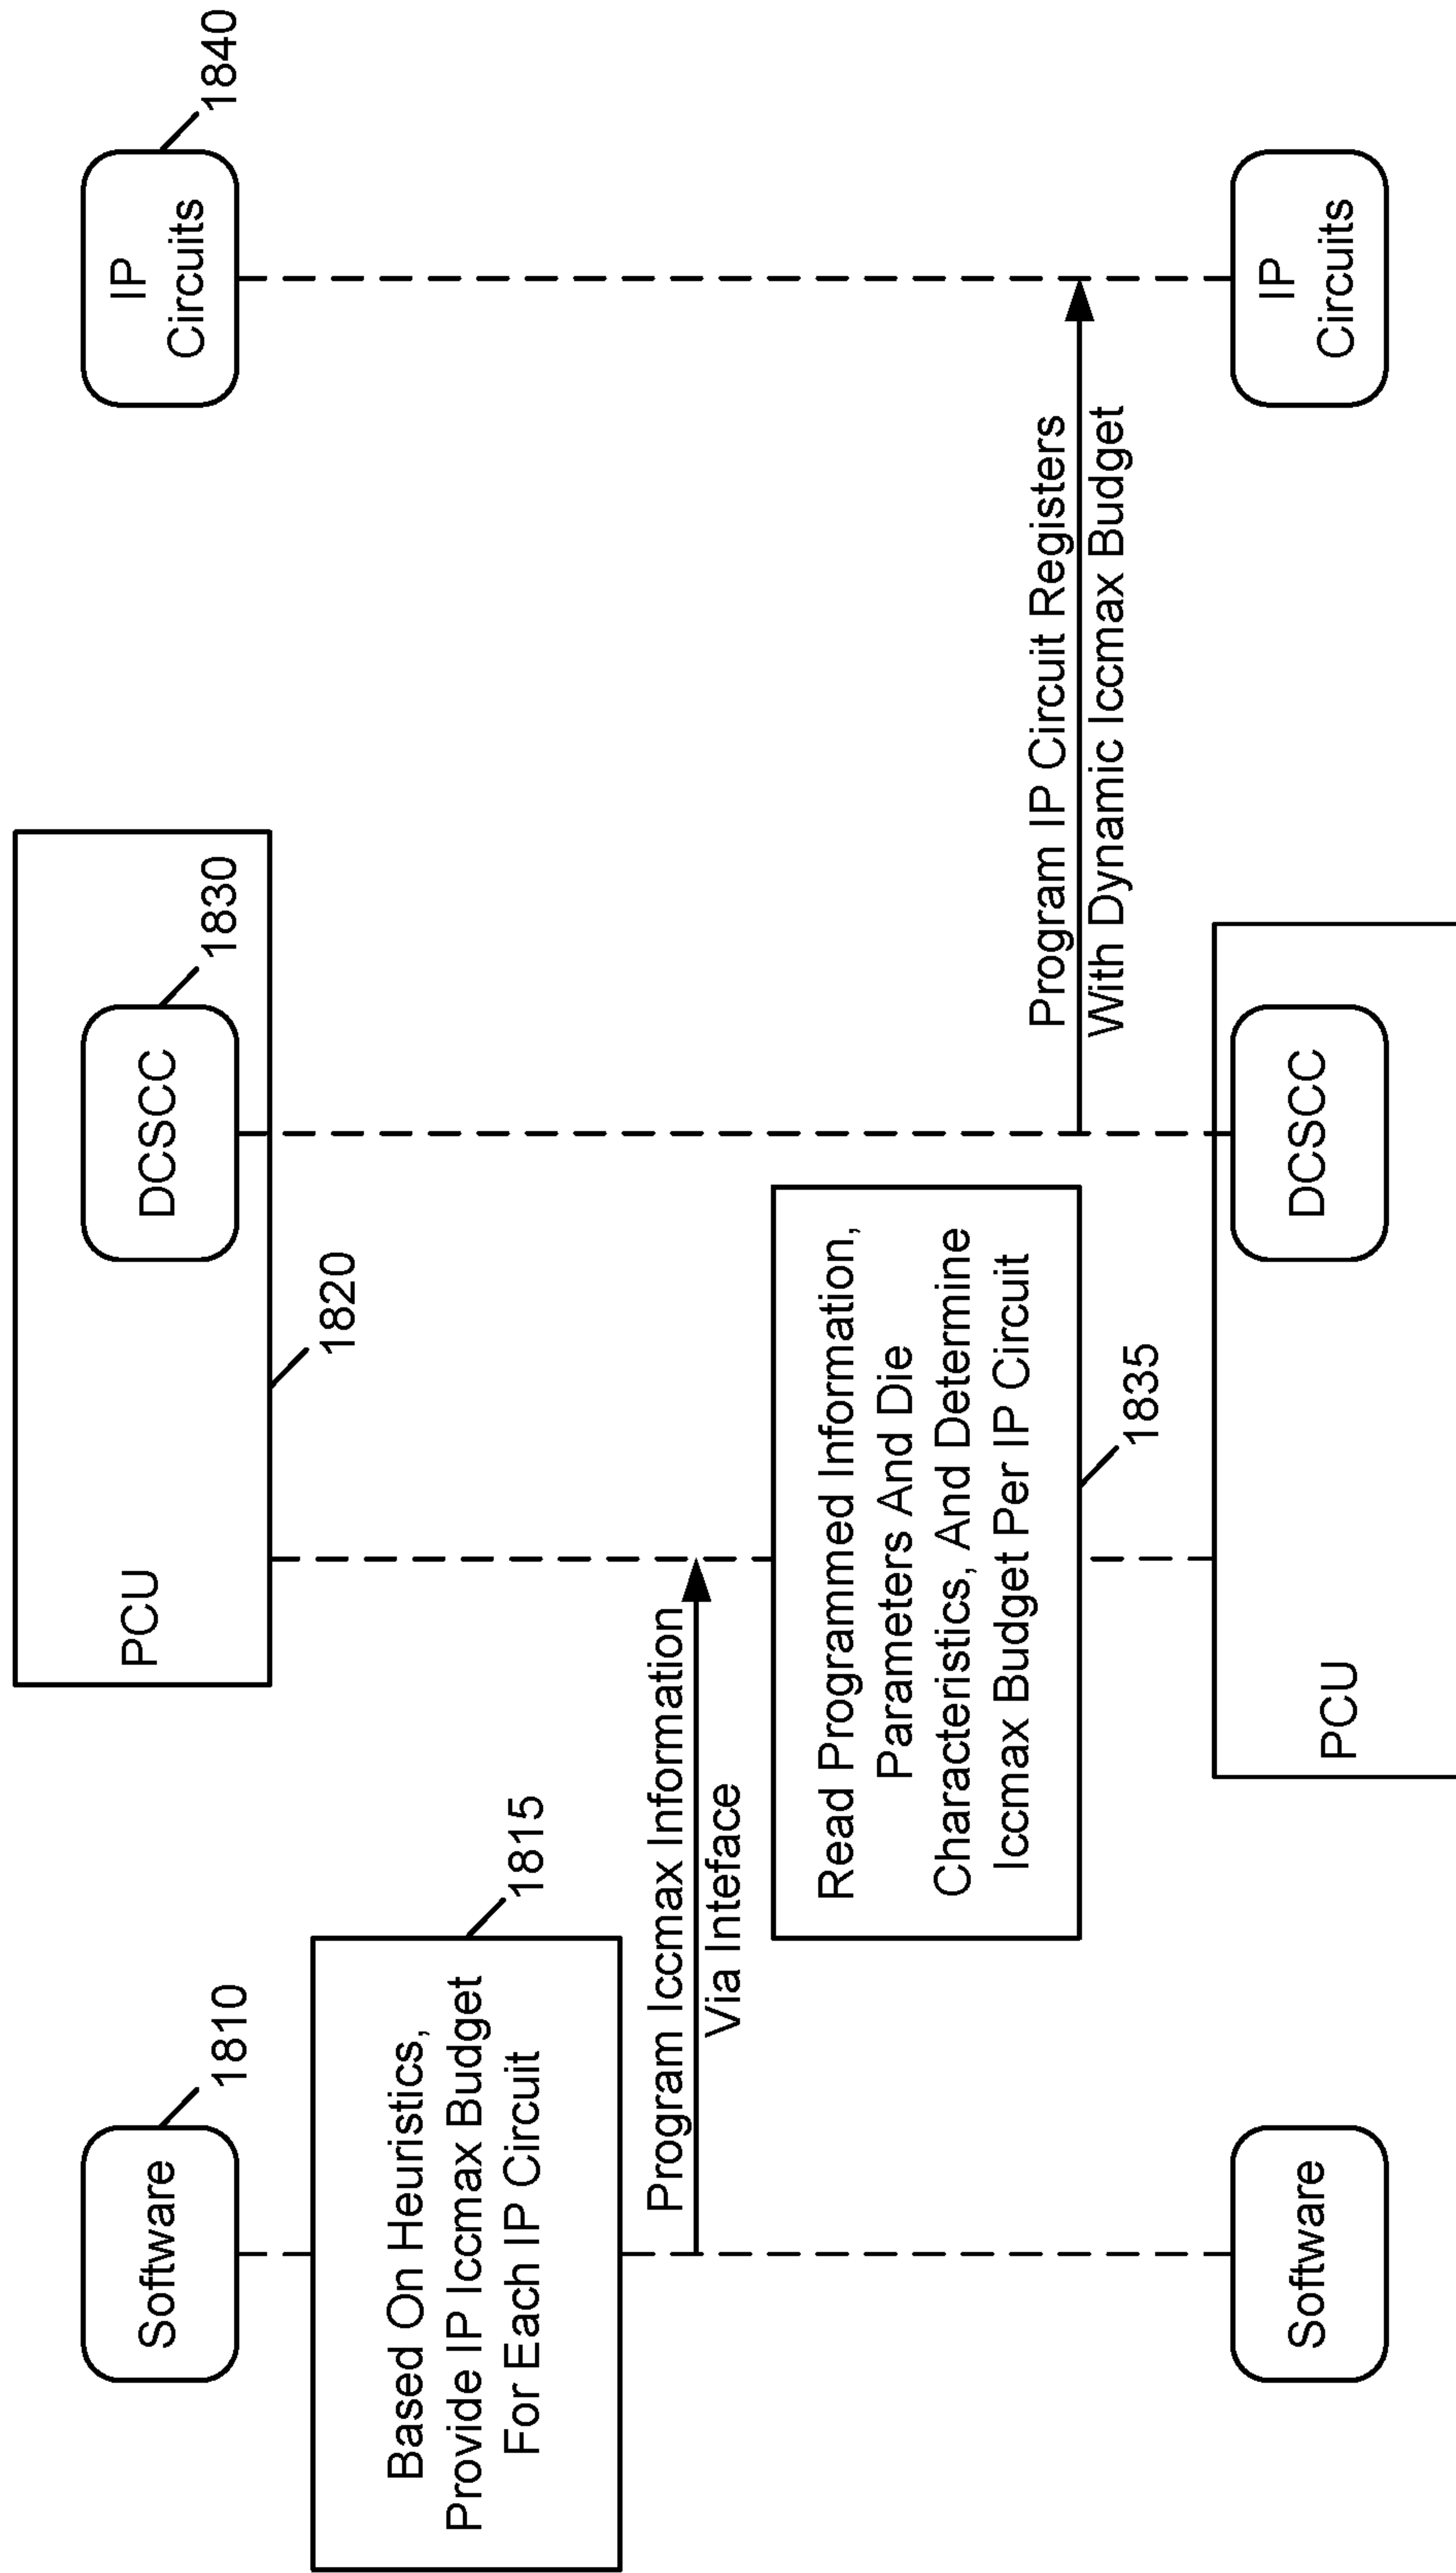 Software
1810
PCU
1820
DCSCC
1830
IP
Circuits
1840
Based On Heuristics,
Provide IP Iccmax Budget
For Each IP Circuit
1815
Program Iccmax Information
Via Inteface
Read Programmed Information,
Parameters And Die
Characteristics, And Determine
Iccmax Budget Per IP Circuit
1835
Program IP Circuit Registers
With Dynamic Iccmax Budget
Software
PCU
DCSCC
IP
Circuits